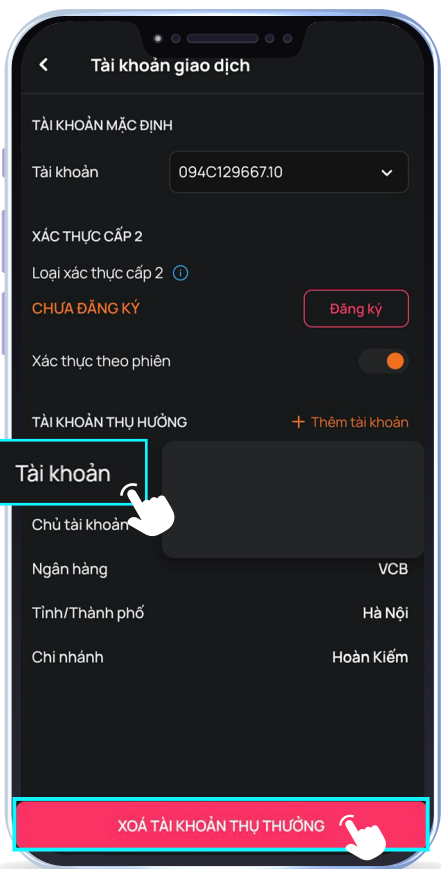 Tài khoản giao dịch
TÀI KHOẢN MẶC ĐỊNH
Tài khoản 094C129667.10
XÁC THỰC CẤP 2
Loại xác thực cấp 2
CHƯA ĐĂNG KÝ Đăng ký
Xác thực theo phiên
TÀI KHOẢN THỤ HƯỞNG + Thêm tài khoản
Tài khoản
Chủ tài khoản
Ngân hàng VCB
Tỉnh/Thành phố Hà Nội
Chi nhánh Hoàn Kiếm
XOÁ TÀI KHOẢN THỤ THƯỞNG